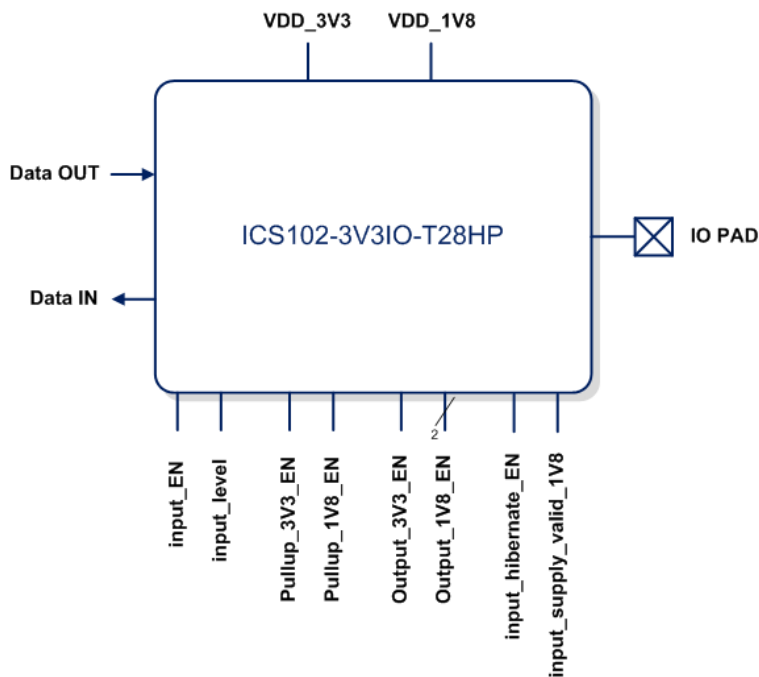 VDD_3V3
VDD_1V8
Data OUT
ICS102-3V3IO-T28HP
IO PAD
Data IN
2
input_EN
input_level
Pullup_3V3_EN
Pullup_1V8_EN
Output_3V3_EN
Output_1V8_EN
input_hibernate_EN
input_supply_valid_1V8